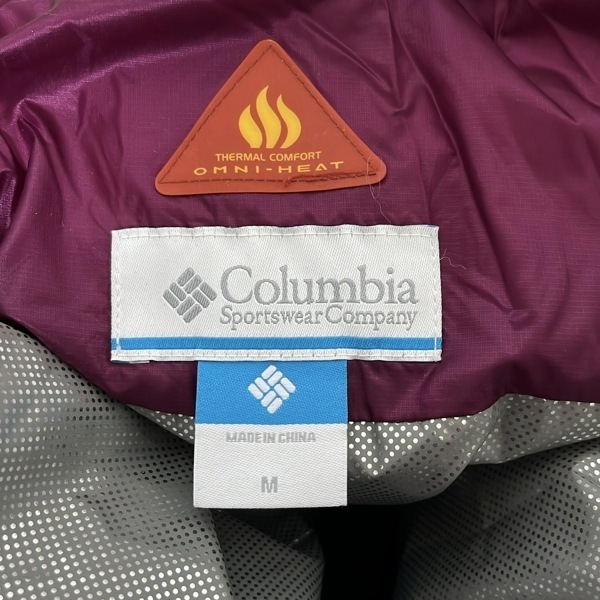 THERMAL COMFORT
OMNI-HEAT
Columbia
Sportswear Company
MADE IN CHINA
M